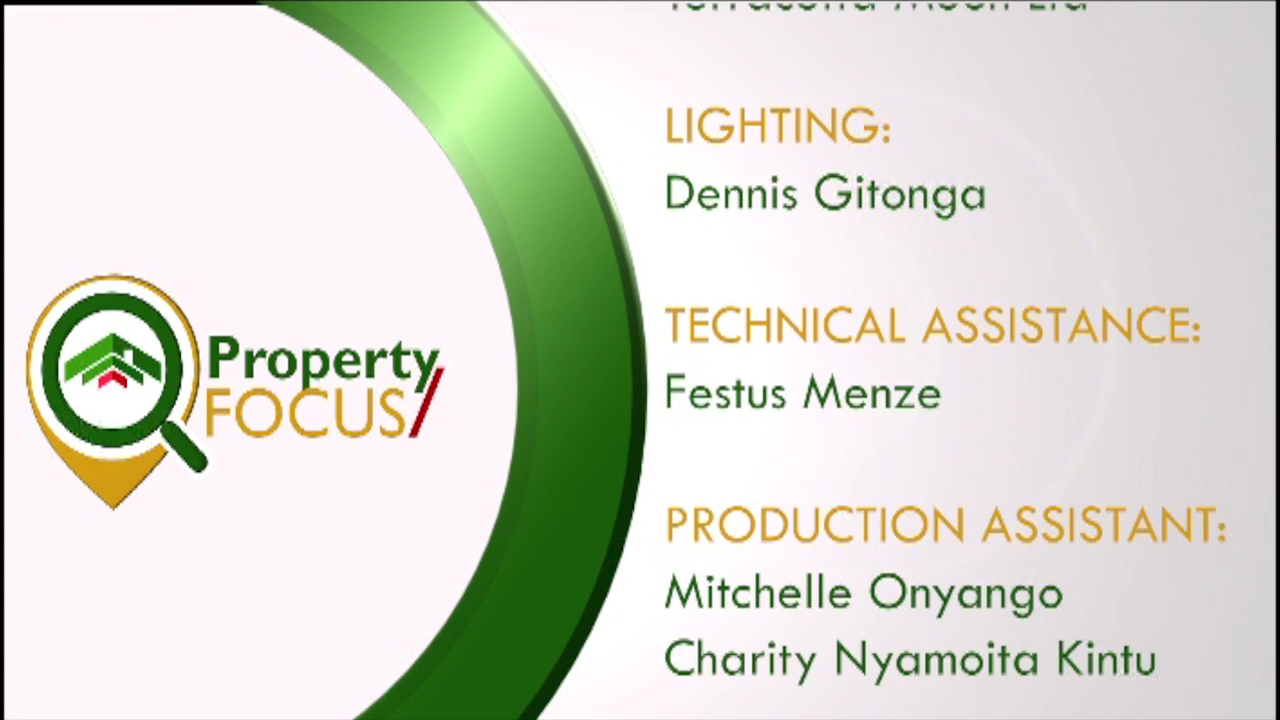 LIGHTING:
Dennis Gitonga
TECHNICAL ASSISTANCE:
Festus Menze
PRODUCTION ASSISTANT:
Mitchelle Onyango
Charity Nyamoita Kintu
Property
FOCUS/